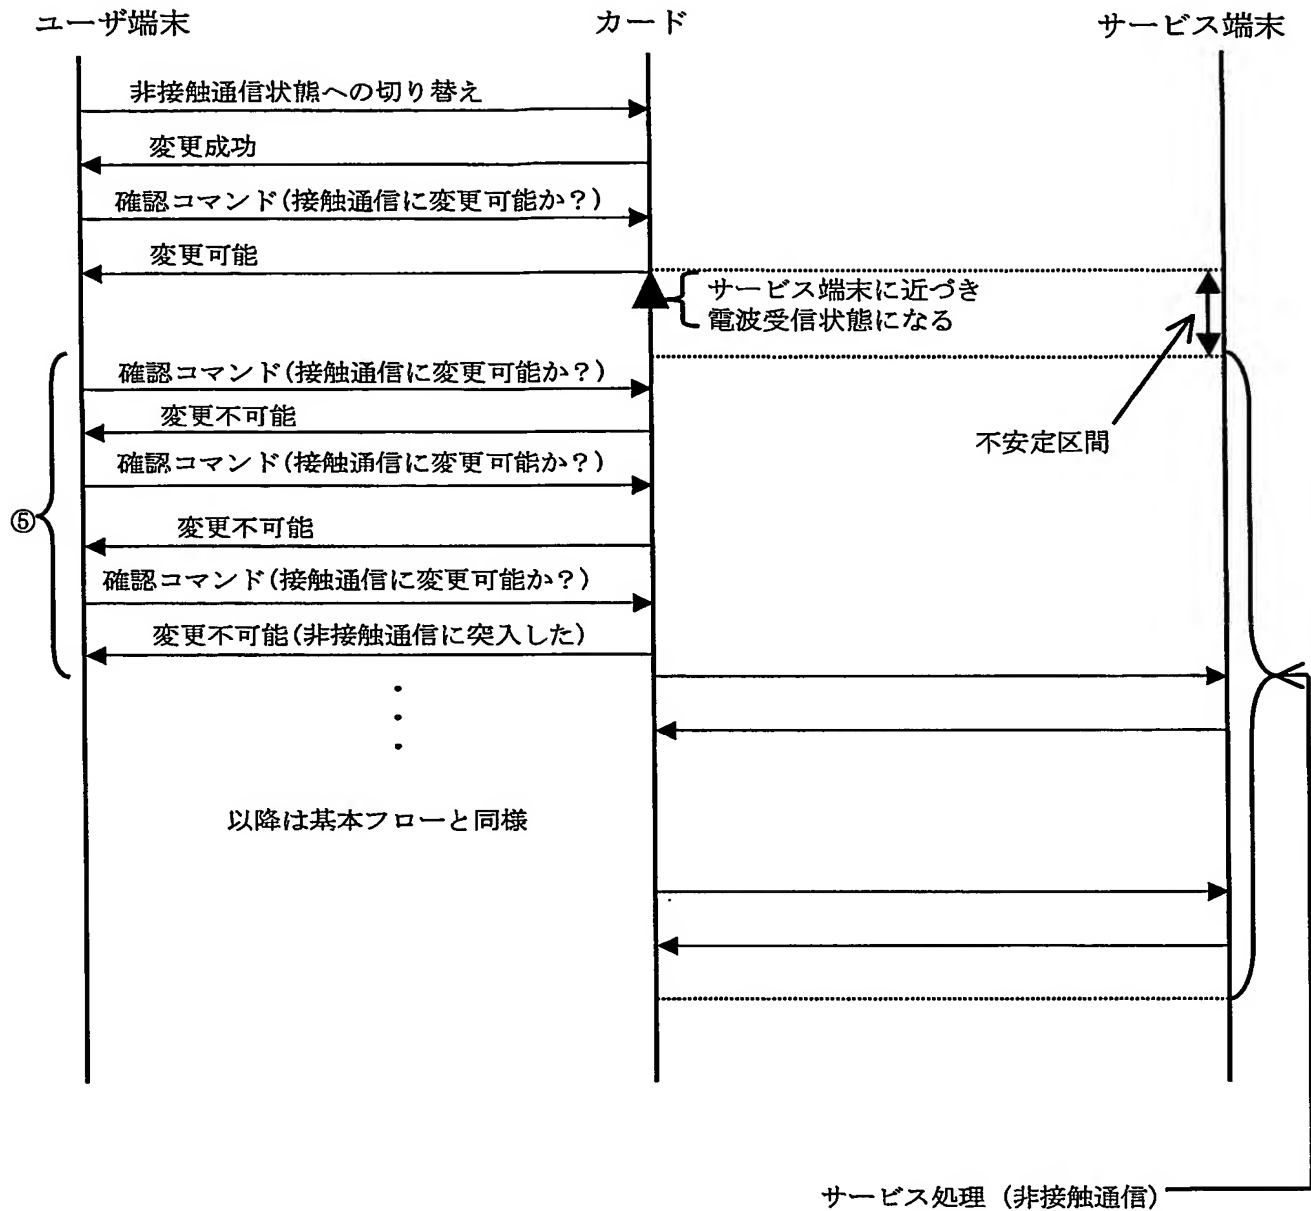 ユーザ端末
カード
サービス端末
非接触通信状態への切り替え
変更成功
確認コマンド(接触通信に変更可能か?)
変更可能
サービス端末に近づき
電波受信状態になる
確認コマンド(接触通信に変更可能か?)
変更不可能
不安定区間
確認コマンド(接触通信に変更可能か?)
⑤
変更不可能
確認コマンド(接触通信に変更可能か?)
変更不可能(非接触通信に突入した)
以降は基本フローと同様
サービス処理(非接触通信)